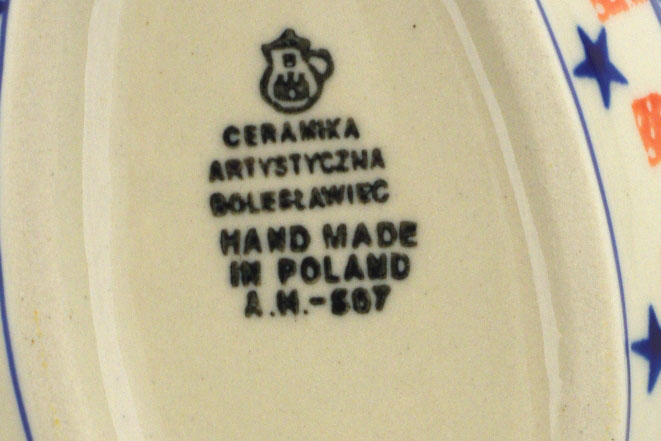 CERAMIKA
ARTYSTYCZNA
BOLESŁAWIEC
HAND MADE
IN POLAND
A.M.-507